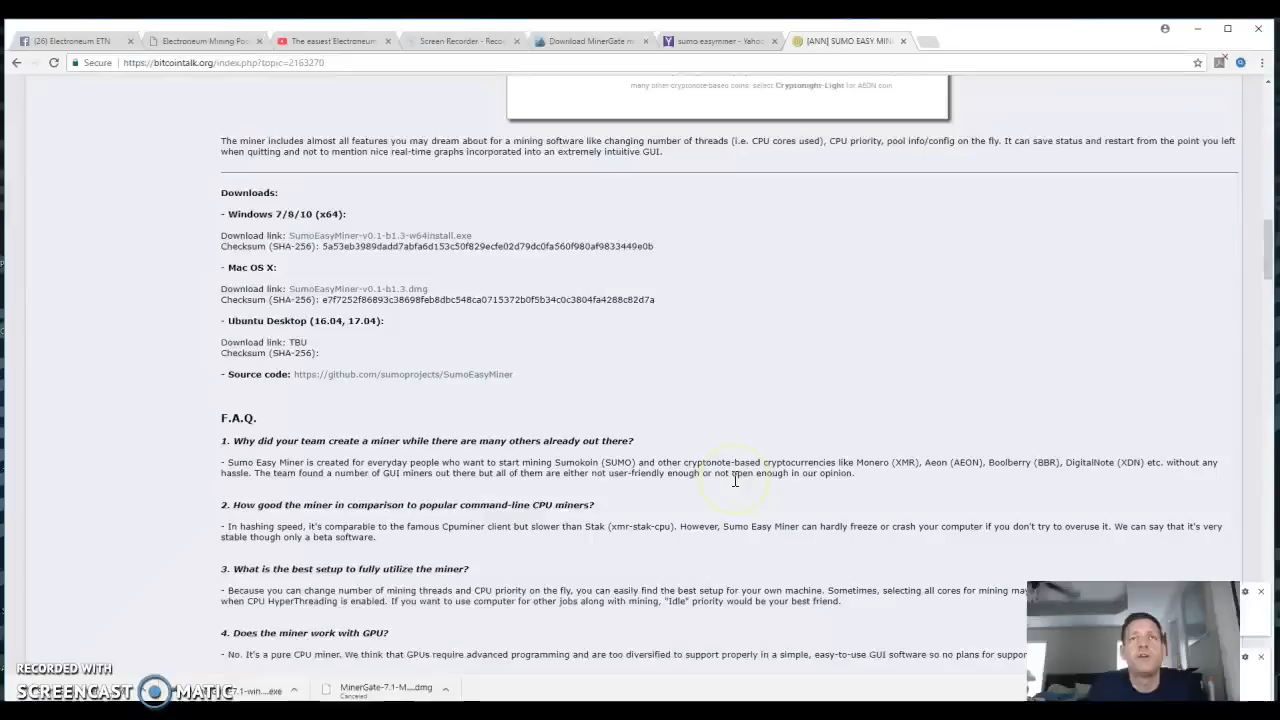 (26) Electroneum ETN
Electroneum Mining Poo
The easiest Electroneum
Screen Recorder - Reco
Download MinerGate m
sumo easyminer - Yahoo
[ANN] SUMO EASY MIN
Secure
https://bitcointalk.org/index.php?topic=2163270
many other cryptonote-based coins, select Cryptonight-Light for AEON coin
The miner includes almost all features you may dream about for a mining software like changing number of threads (i.e. CPU cores used), CPU priority, pool info/config on the fly. It can save status and restart from the point you left
when quitting and not to mention nice real-time graphs incorporated into an extremely intuitive GUI.
Downloads:
- Windows 7/8/10 (x64):
Download link: SumoEasyMiner-v0.1-b1.3-w64install.exe
Checksum (SHA-256): 5a53eb3989dadd7abfa6d153c50f829ecfe02d79dc0fa560f980af9833449e0b
- Mac OS X:
Download link: SumoEasyMiner-v0.1-b1.3.dmg
Checksum (SHA-256): e7f7252f86893c38698feb8dbc548ca0715372b0f5b34c0c3804fa4288c82d7a
- Ubuntu Desktop (16.04, 17.04):
Download link: TBU
Checksum (SHA-256):
- Source code: https://github.com/sumoprojects/SumoEasyMiner
F.A.Q.
1. Why did your team create a miner while there are many others already out there?
- Sumo Easy Miner is created for everyday people who want to start mining Sumokoin (SUMO) and other cryptonote-based cryptocurrencies like Monero (XMR), Aeon (AEON), Boolberry (BBR), DigitalNote (XDN) etc. without any
hassle. The team found a number of GUI miners out there but all of them are either not user-friendly enough or not open enough in our opinion.
2. How good the miner in comparison to popular command-line CPU miners?
- In hashing speed, it's comparable to the famous Cpuminer client but slower than Stak (xmr-stak-cpu). However, Sumo Easy Miner can hardly freeze or crash your computer if you don't try to overuse it. We can say that it's very
stable though only a beta software.
3. What is the best setup to fully utilize the miner?
- Because you can change number of mining threads and CPU priority on the fly, you can easily find the best setup for your own machine. Sometimes, selecting all cores for mining may
when CPU HyperThreading is enabled. If you want to use computer for other jobs along with mining, "Idle" priority would be your best friend.
4. Does the miner work with GPU?
- No. It's a pure CPU miner. We think that GPUs require advanced programming and are too diversified to support properly in a simple, easy-to-use GUI software so no plans for support
RECORDED WITH
SCREENCAST MATIC
7.1-win....exe
MinerGate-7.1-M....dmg
Canceled